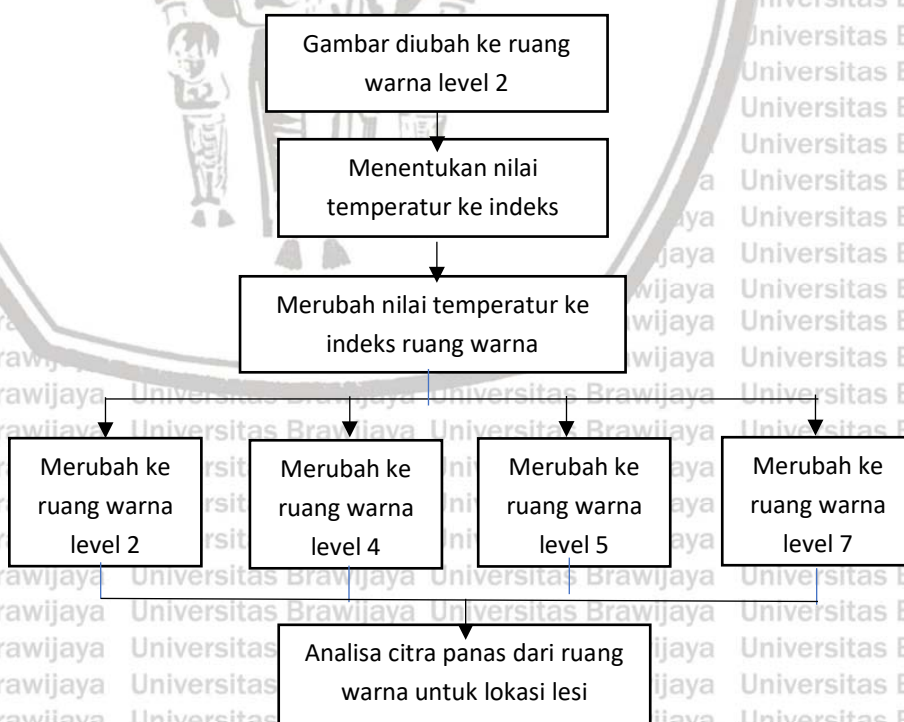 Gambar diubah ke ruang
warna level 2
Menentukan nilai
temperatur ke indeks
Merubah nilai temperatur ke
indeks ruang warna
Merubah ke
ruang warna
level 2
Merubah ke
ruang warna
level 4
Merubah ke
ruang warna
level 5
Merubah ke
ruang warna
level 7
Analisa citra panas dari ruang
warna untuk lokasi lesi